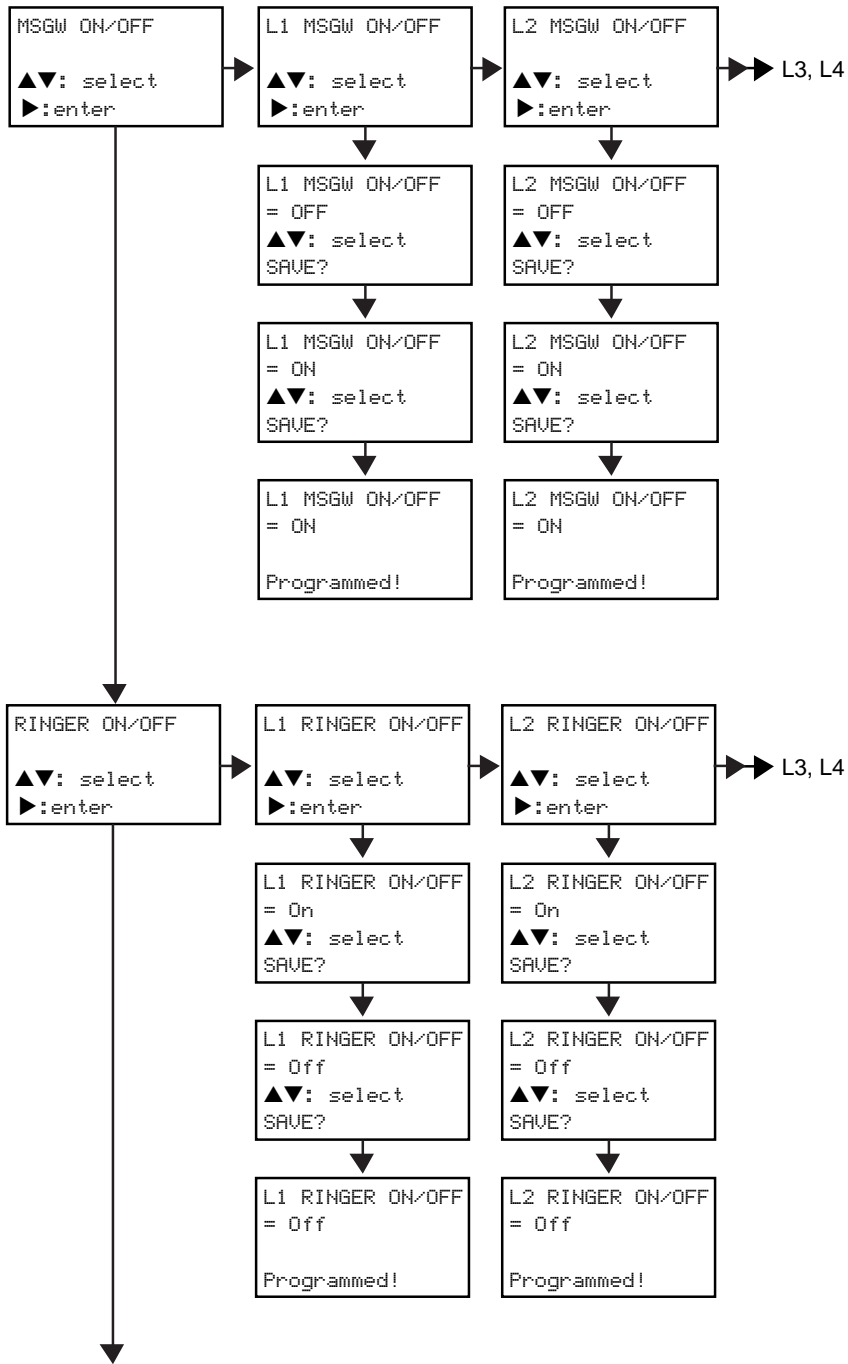 MSGW ON/OFF
▲▼: select
▶:enter
L1 MSGW ON/OFF
▲▼: select
▶:enter
L2 MSGW ON/OFF
▲▼: select
▶:enter
L3, L4
L1 MSGW ON/OFF
= OFF
▲▼: select
SAVE?
L2 MSGW ON/OFF
= OFF
▲▼: select
SAVE?
L1 MSGW ON/OFF
= ON
▲▼: select
SAVE?
L2 MSGW ON/OFF
= ON
▲▼: select
SAVE?
L1 MSGW ON/OFF
= ON
Programmed!
L2 MSGW ON/OFF
= ON
Programmed!
RINGER ON/OFF
▲▼: select
▶:enter
L1 RINGER ON/OFF
▲▼: select
▶:enter
L2 RINGER ON/OFF
▲▼: select
▶:enter
L3, L4
L1 RINGER ON/OFF
= On
▲▼: select
SAVE?
L2 RINGER ON/OFF
= On
▲▼: select
SAVE?
L1 RINGER ON/OFF
= Off
▲▼: select
SAVE?
L2 RINGER ON/OFF
= Off
▲▼: select
SAVE?
L1 RINGER ON/OFF
= Off
Programmed!
L2 RINGER ON/OFF
= Off
Programmed!